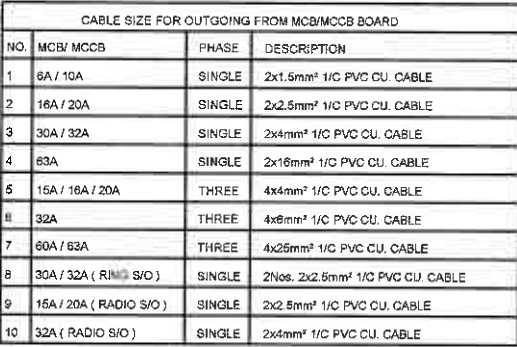 CABLE SIZE FOR OUTGOING FROM MCB/MCCB BOARD
NO. MCB/ MCCB PHASE DESCRIPTION
1 6A / 10A SINGLE 2x1.5mm² 1/C PVC CU. CABLE
2 16A / 20A SINGLE 2x2.5mm² 1/C PVC CU. CABLE
3 30A / 32A SINGLE 2x4mm² 1/C PVC CU. CABLE
4 63A SINGLE 2x16mm² 1/C PVC CU. CABLE
5 15A / 16A / 20A THREE 4x4mm² 1/C PVC CU. CABLE
6 32A THREE 4x6mm² 1/C PVC CU. CABLE
7 60A / 63A THREE 4x25mm² 1/C PVC CU. CABLE
8 30A / 32A ( RING S/O ) SINGLE 2Nos. 2x2.5mm² 1/C PVC CU. CABLE
9 15A / 20A ( RADIO S/O ) SINGLE 2x2.5mm² 1/C PVC CU. CABLE
10 32A ( RADIO S/O ) SINGLE 2x4mm² 1/C PVC CU. CABLE